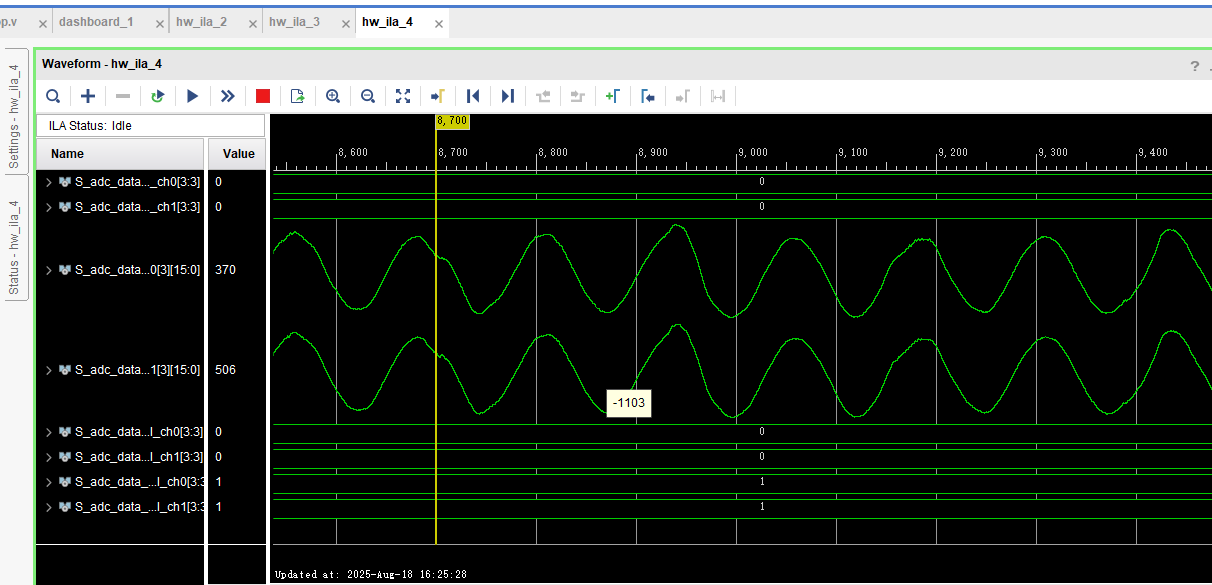 op.v dashboard_1 hw_ila_2 hw_ila_3 hw_ila_4
Settings - hw_ila_4
Status - hw_ila_4
Waveform - hw_ila_4 ?
ILA Status: Idle
8,700
Name Value
8,600 8,700 8,800 8,900 9,000 9,100 9,200 9,300 9,400
S_adc_data..._ch0[3:3] 0 0
S_adc_data..._ch1[3:3] 0 0
S_adc_data...0[3][15:0] 370
S_adc_data...1[3][15:0] 506
-1103
S_adc_data...l_ch0[3:3] 0 0
S_adc_data...l_ch1[3:3] 0 0
S_adc_data_...l_ch0[3:3 1 1
S_adc_data_...l_ch1[3:3 1 1
Updated at: 2025-Aug-18 16:25:28